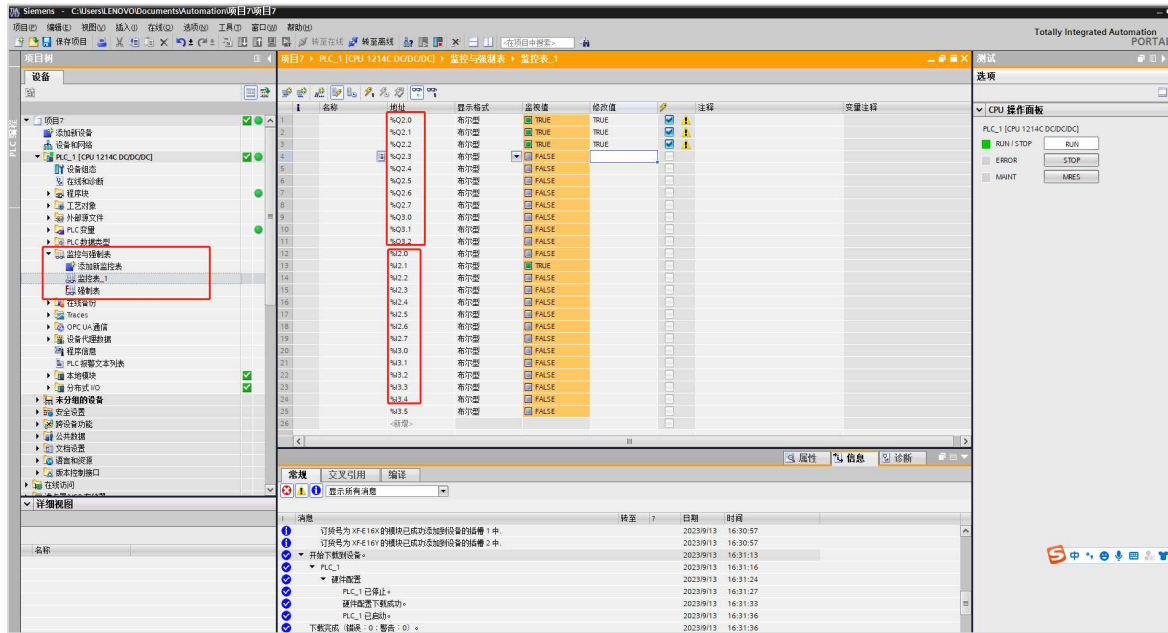 Siemens - C:\Users\LENOVO\Documents\Automation\项目7\项目7
项目(P) 编辑(E) 视图(V) 插入(I) 在线(O) 选项(N) 工具(T) 窗口(W) 帮助(H)
Totally Integrated Automation
PORTAL
保存项目 转至在线 转至离线 <在项目中搜索>
项目树
项目7 PLC_1 [CPU 1214C DC/DC/DC] 监控与强制表 监控表_1
测试
设备
选项
CPU 操作面板
PLC_1 [CPU 1214C DC/DC/DC]
RUN / STOP RUN
ERROR STOP
MAINT MRES
项目7
添加新设备
设备和网络
PLC_1 [CPU 1214C DC/DC/DC]
设备组态
在线和诊断
程序块
工艺对象
外部源文件
PLC 变量
PLC 数据类型
监控与强制表
添加新监控表
监控表_1
强制表
在线备份
Traces
OPC UA 通信
设备代理数据
程序信息
PLC 报警文本列表
本地模块
分布式 I/O
未分组的设备
安全设置
跨设备功能
公共数据
文档设置
语言和资源
版本控制接口
在线访问
详细视图
名称
i 名称 地址 显示格式 监视值 修改值 注释 变量注释
1 %Q2.0 布尔型 TRUE TRUE
2 %Q2.1 布尔型 TRUE TRUE
3 %Q2.2 布尔型 TRUE TRUE
4 %Q2.3 布尔型 FALSE
5 %Q2.4 布尔型 FALSE
6 %Q2.5 布尔型 FALSE
7 %Q2.6 布尔型 FALSE
8 %Q2.7 布尔型 FALSE
9 %Q3.0 布尔型 FALSE
10 %Q3.1 布尔型 FALSE
11 %Q3.2 布尔型 FALSE
12 %I2.0 布尔型 FALSE
13 %I2.1 布尔型 TRUE
14 %I2.2 布尔型 FALSE
15 %I2.3 布尔型 FALSE
16 %I2.4 布尔型 FALSE
17 %I2.5 布尔型 FALSE
18 %I2.6 布尔型 FALSE
19 %I2.7 布尔型 FALSE
20 %I3.0 布尔型 FALSE
21 %I3.1 布尔型 FALSE
22 %I3.2 布尔型 FALSE
23 %I3.3 布尔型 FALSE
24 %I3.4 布尔型 FALSE
25 %I3.5 布尔型 FALSE
26 <新增>
属性 信息 诊断
常规 交叉引用 编译
显示所有消息
! 消息 转至 ? 日期 时间
订货号为 XF-E16X 的模块已成功添加到设备的插槽 1 中. 2023/9/13 16:30:57
订货号为 XF-E16Y 的模块已成功添加到设备的插槽 2 中. 2023/9/13 16:30:57
开始下载到设备。 2023/9/13 16:31:13
PLC_1 2023/9/13 16:31:16
硬件配置 2023/9/13 16:31:24
PLC_1 已停止。 2023/9/13 16:31:27
硬件配置下载成功。 2023/9/13 16:31:33
PLC_1 已启动。 2023/9/13 16:31:36
下载完成（错误：0；警告：0）。 2023/9/13 16:31:36
中